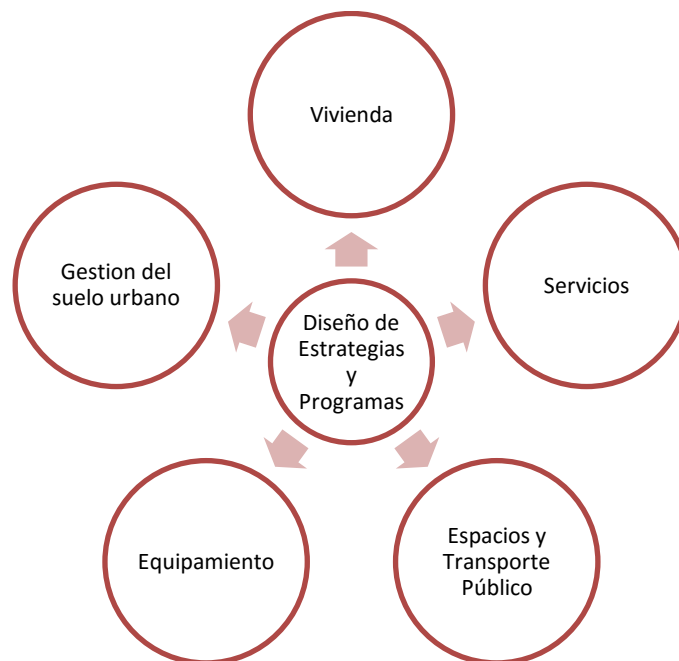 Vivienda
Gestion del
suelo urbano
Servicios
Diseño de
Estrategias
y
Programas
Equipamiento
Espacios y
Transporte
Público